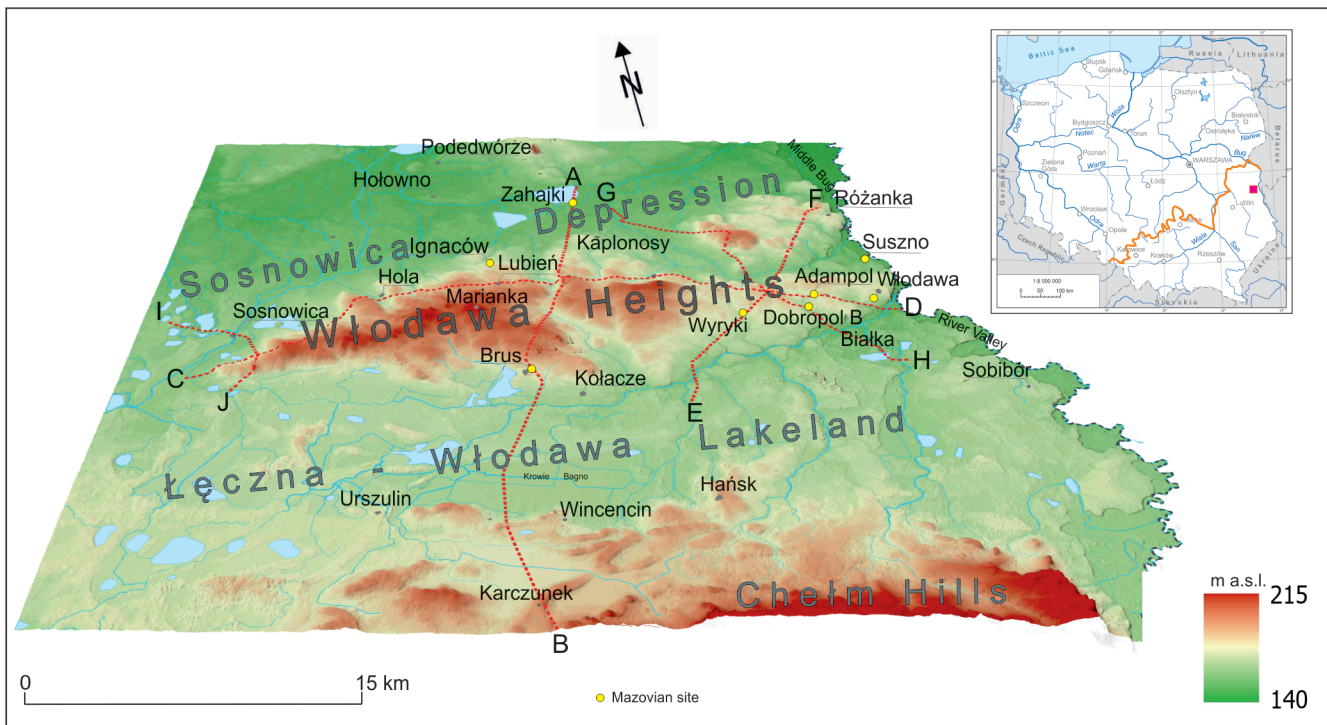 N
Podedwórze
Hołowno
Zahajki
A
G
Middle Bug
F
Różanka
Sosnowica Depression
Ignaców
Lubień
Kaplonosy
Suszno
Hola
Marianka
Adampol
Włodawa
I
Sosnowica
Włodawa Heights
Wyryki
Dobropol B
D
Białka
River Valley
C
J
Brus
Kołacze
E
H
Sobibór
Łęczna - Włodawa Lakeland
Krowie Bagno
Urszulin
Hańsk
Wincencin
Karczunek
Chełm Hills
B
0
15 km
Mazovian site
m a.s.l.
215
140
Baltic Sea
Russia
Lithuania
Słupsk
Gdańsk
Olsztyn
Szczecin
Odra
Bydgoszcz
Wisła
Toruń
Białystok
Ostrołęka
Narew
Belarus
Notec
Bug
Poznań
Warta
WARSZAWA
Zielona
Góra
Germany
Łódź
Lublin
Wrocław
Odra
Opole
Czech Republic
Katowice
Kraków
Wisła
San
Rzeszów
Ukraine
Slovakia
1:8 000 000
0 50 100 km